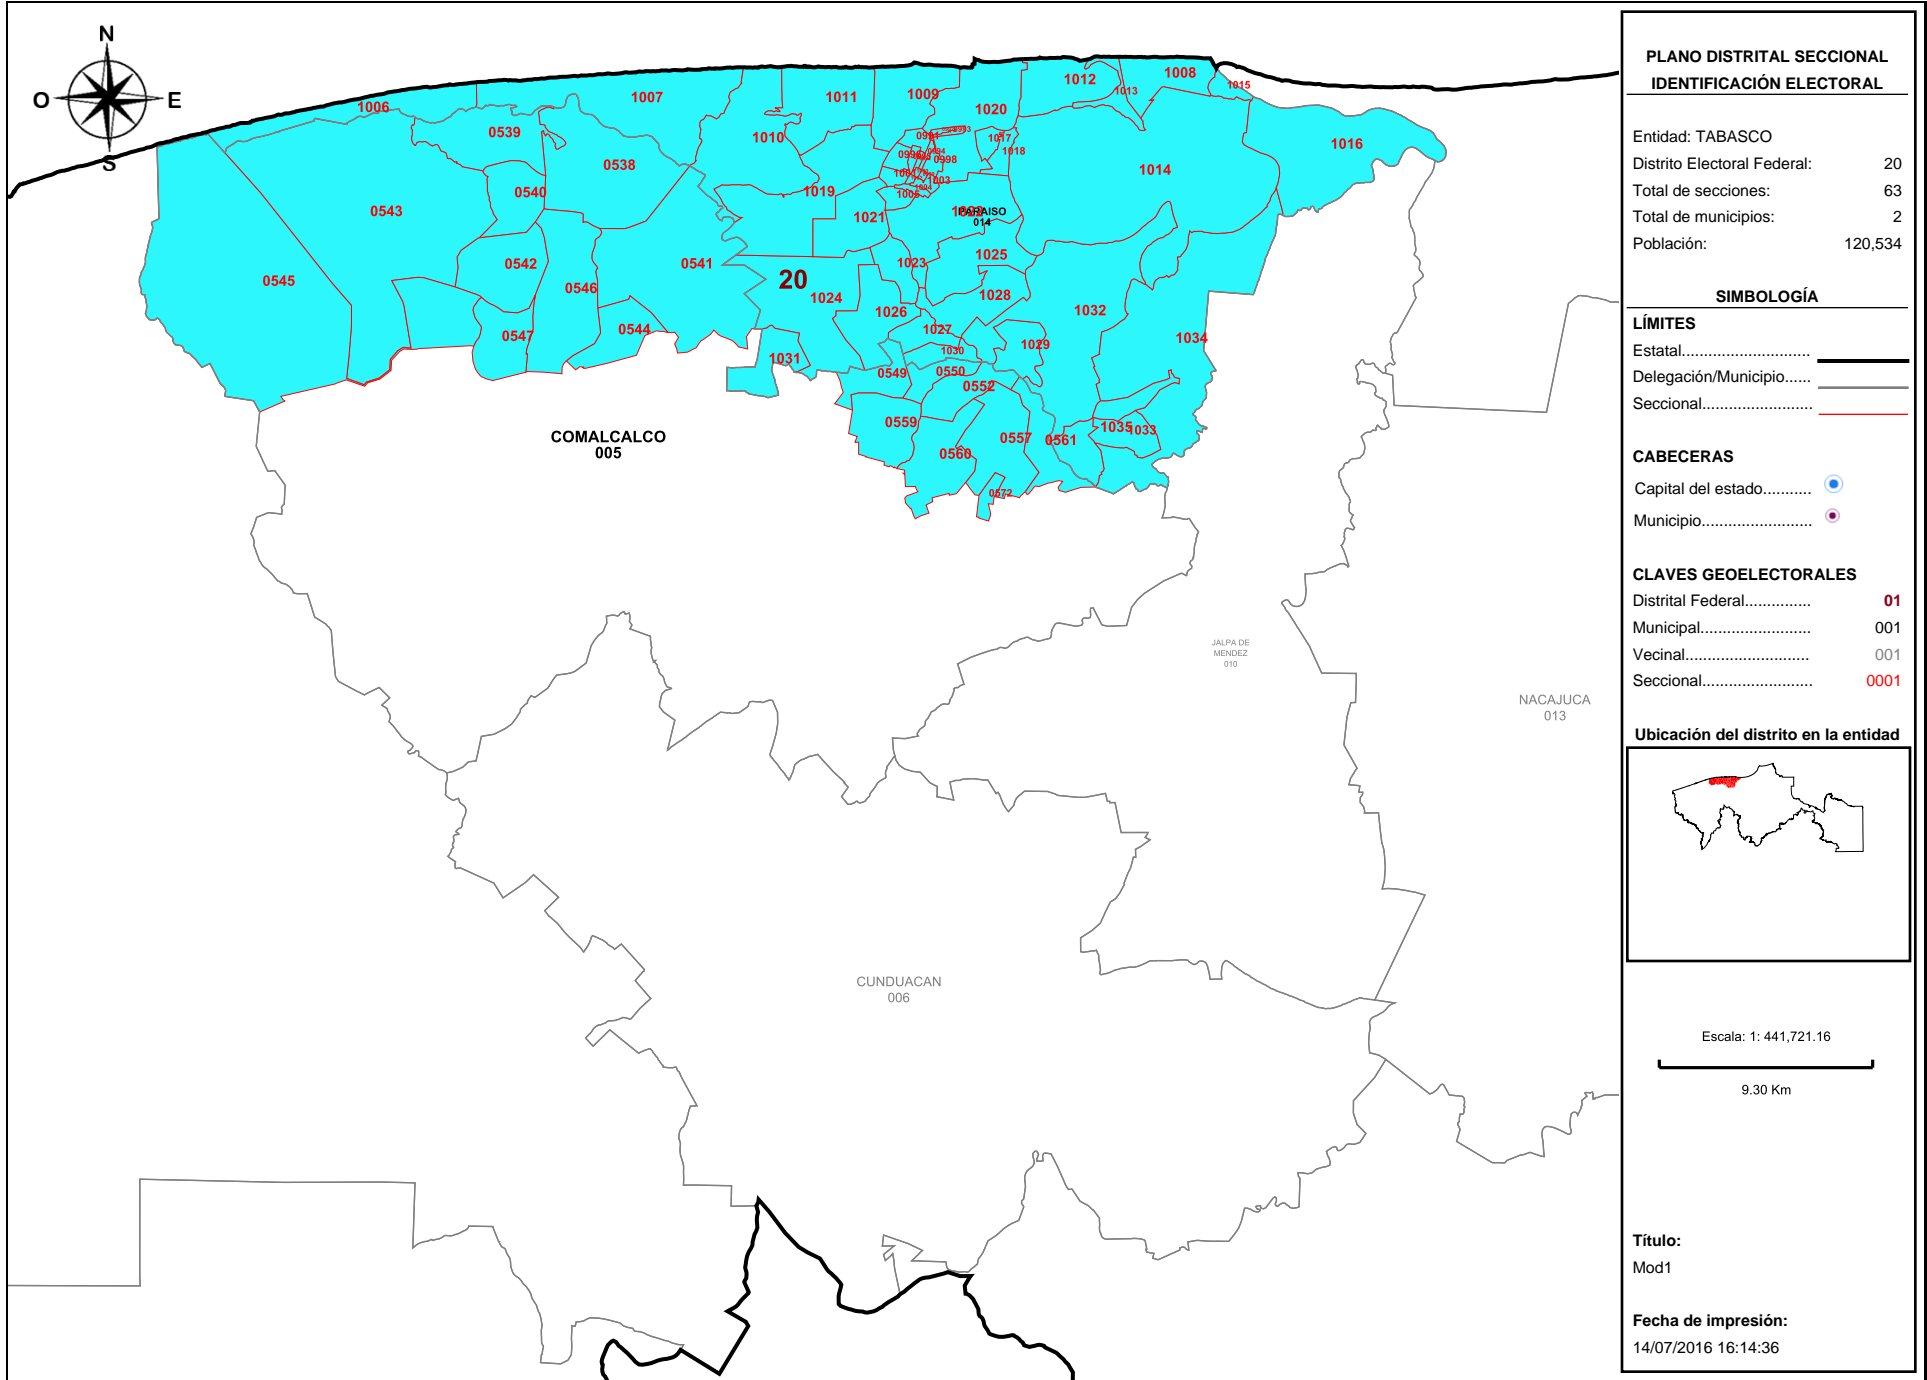 N
O
E
S
1006
1007
1011
1009
1012
1008
1013
1015
1020
0539
1010
1016
1017
1018
0538
0998
1014
0540
1019
1003
1005
0543
1021
PARAISO
014
0545
0542
0541
1023
1025
20
0546
1024
1028
1026
1032
0547
0544
1027
1029
1034
1030
1031
0549
0550
0552
0559
0557
0561
1035
1033
0560
0572
COMALCALCO
005
JALPA DE
MENDEZ
010
NACAJUCA
013
CUNDUACAN
006
PLANO DISTRITAL SECCIONAL
IDENTIFICACIÓN ELECTORAL
Entidad: TABASCO
Distrito Electoral Federal: 20
Total de secciones: 63
Total de municipios: 2
Población: 120,534
SIMBOLOGÍA
LÍMITES
Estatal..............................
Delegación/Municipio......
Seccional.........................
CABECERAS
Capital del estado...........
Municipio.........................
CLAVES GEOELECTORALES
Distrital Federal............... 01
Municipal......................... 001
Vecinal............................ 001
Seccional......................... 0001
Ubicación del distrito en la entidad
Escala: 1: 441,721.16
9.30 Km
Título:
Mod1
Fecha de impresión:
14/07/2016 16:14:36